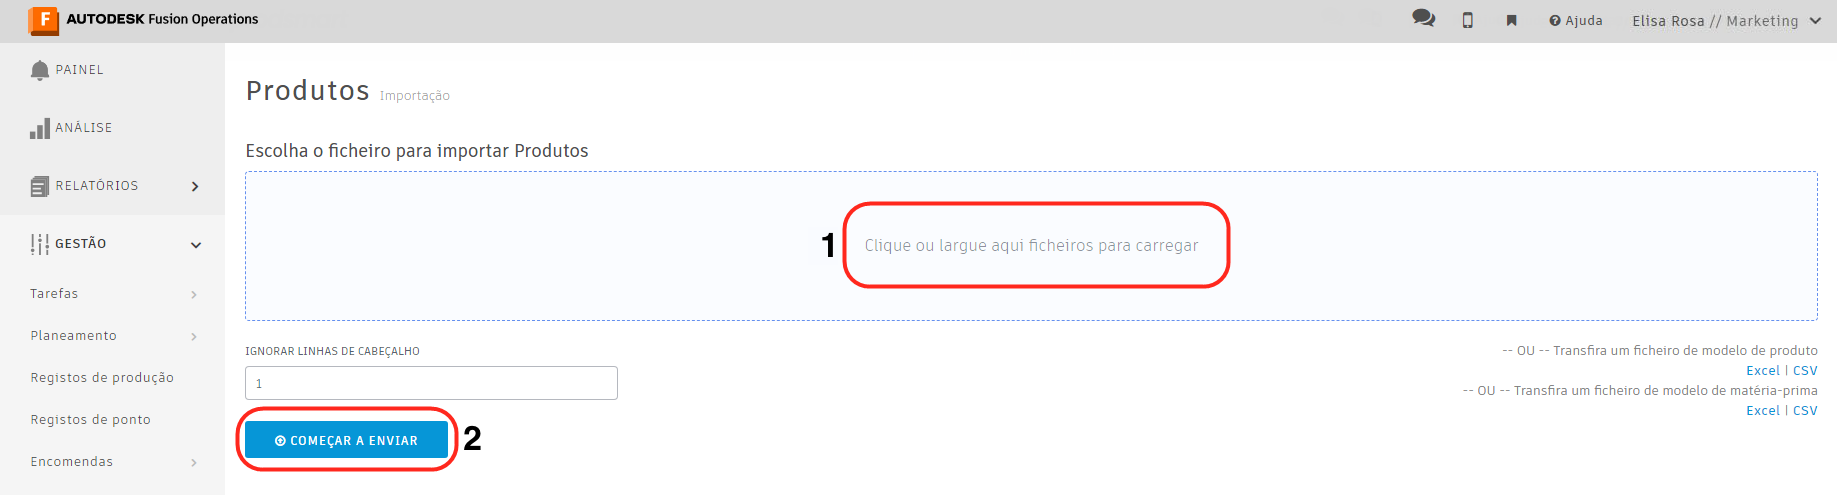 F AUTODESK Fusion Operations
Ajuda
Elisa Rosa // Marketing
PAINEL
ANÁLISE
RELATÓRIOS
GESTÃO
Tarefas
Planeamento
Registos de produção
Registos de ponto
Encomendas
Produtos Importação
Escolha o ficheiro para importar Produtos
1 Clique ou largue aqui ficheiros para carregar
IGNORAR LINHAS DE CABEÇALHO
1
COMEÇAR A ENVIAR 2
-- OU -- Transfira um ficheiro de modelo de produto
Excel | CSV
-- OU -- Transfira um ficheiro de modelo de matéria-prima
Excel | CSV